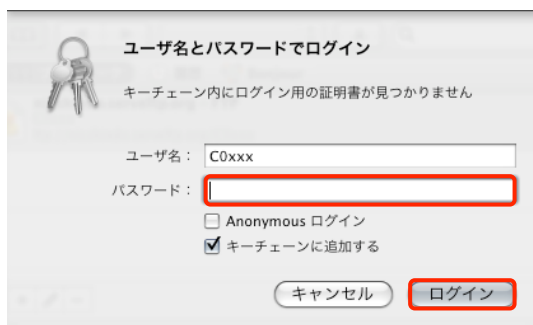 ユーザ名とパスワードでログイン
キーチェーン内にログイン用の証明書が見つかりません
ユーザ名： C0xxx
パスワード：
Anonymous ログイン
キーチェーンに追加する
キャンセル ログイン